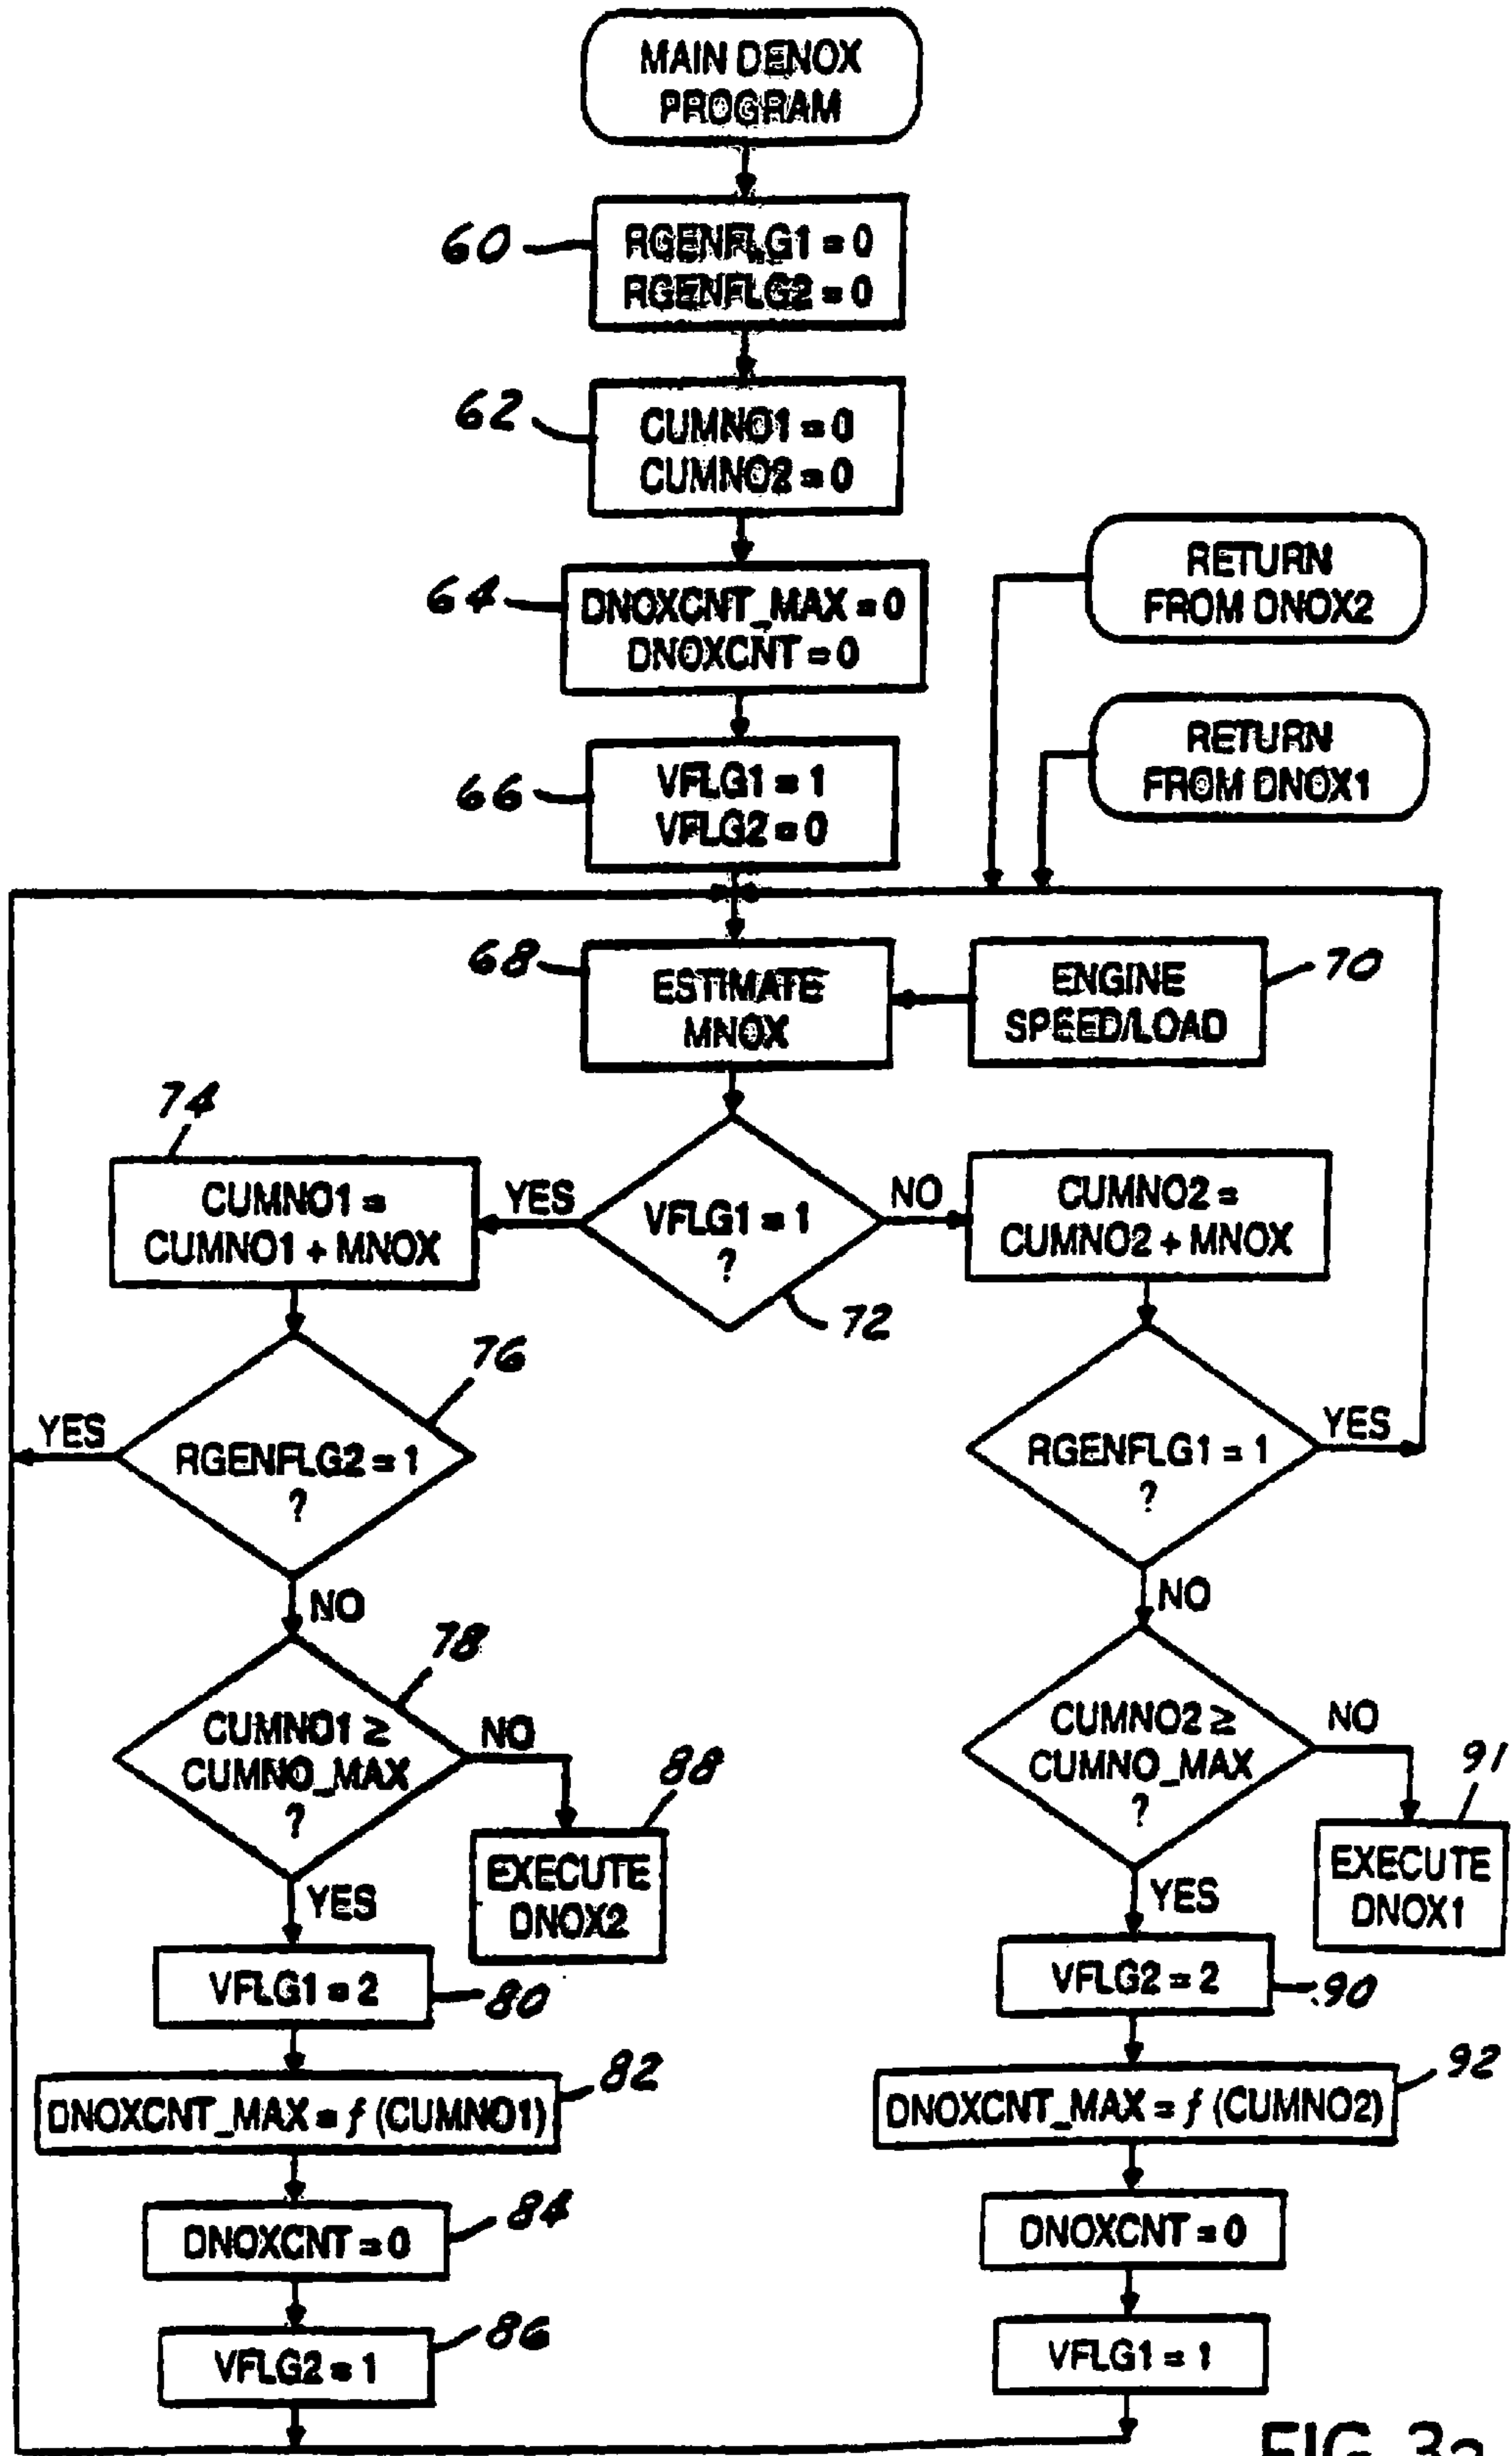 MAIN DENOX
PROGRAM
60
RGENFLG1 = 0
RGENFLG2 = 0
62
CUMNO1 = 0
CUMNO2 = 0
64
DNOXCNT_MAX = 0
DNOXCNT = 0
RETURN
FROM DNOX2
66
VFLG1 = 1
VFLG2 = 0
RETURN
FROM DNOX1
68
ESTIMATE
MNOX
ENGINE
SPEED/LOAD
70
74
CUMNO1 =
CUMNO1 + MNOX
YES
VFLG1 = 1
?
72
NO
CUMNO2 =
CUMNO2 + MNOX
76
YES
RGENFLG2 = 1
?
NO
RGENFLG1 = 1
?
YES
NO
78
CUMNO1 ≥
CUMNO_MAX
?
NO
88
EXECUTE
DNOX2
YES
CUMNO2 ≥
CUMNO_MAX
?
NO
91
EXECUTE
DNOX1
YES
VFLG1 = 2
80
VFLG2 = 2
90
DNOXCNT_MAX = f (CUMNO1)
82
DNOXCNT_MAX = f (CUMNO2)
92
DNOXCNT = 0
84
DNOXCNT = 0
VFLG2 = 1
86
VFLG1 = 1
FIG. 3a